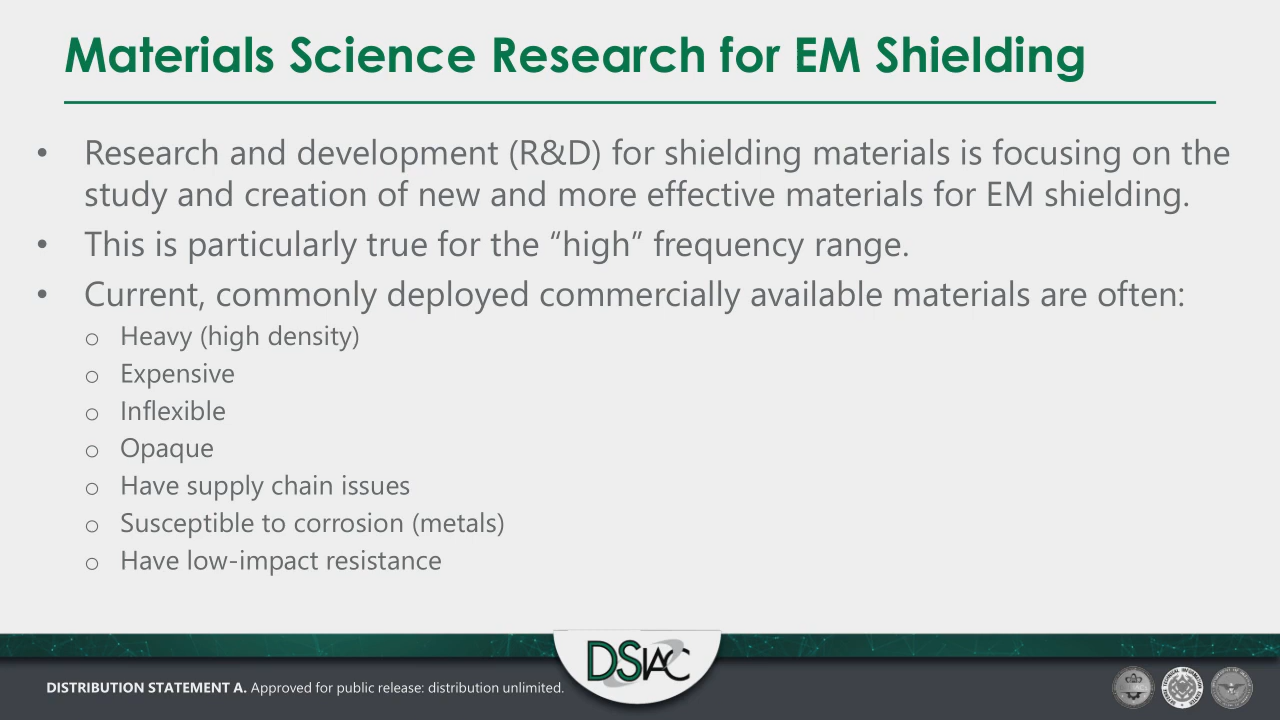 Materials Science Research for EM Shielding
• Research and development (R&D) for shielding materials is focusing on the
study and creation of new and more effective materials for EM shielding.
• This is particularly true for the “high” frequency range.
• Current, commonly deployed commercially available materials are often:
o Heavy (high density)
o Expensive
o Inflexible
o Opaque
o Have supply chain issues
o Susceptible to corrosion (metals)
o Have low-impact resistance
DSIAC
DISTRIBUTION STATEMENT A. Approved for public release: distribution unlimited.